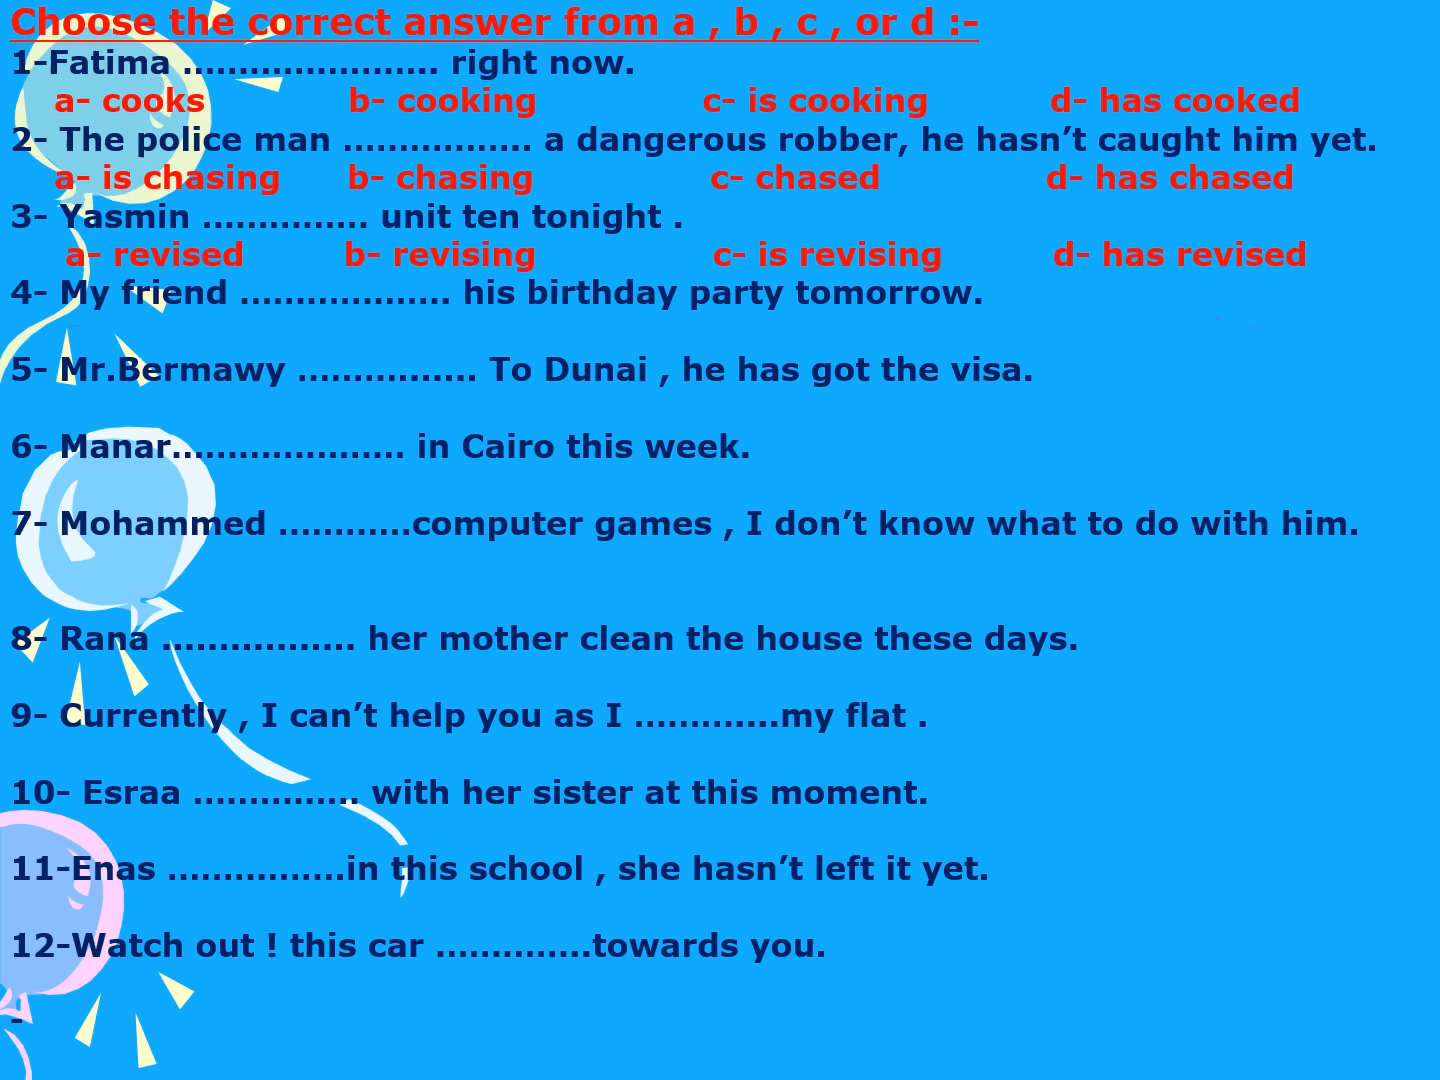 Choose the correct answer from a , b , c , or d :-
1-Fatima ....................... right now.
a- cooks b- cooking c- is cooking d- has cooked
2- The police man ................. a dangerous robber, he hasn’t caught him yet.
a- is chasing b- chasing c- chased d- has chased
3- Yasmin ............... unit ten tonight .
a- revised b- revising c- is revising d- has revised
4- My friend ................... his birthday party tomorrow.
5- Mr.Bermawy ................ To Dunai , he has got the visa.
6- Manar..................... in Cairo this week.
7- Mohammed ............computer games , I don’t know what to do with him.
8- Rana ................. her mother clean the house these days.
9- Currently , I can’t help you as I .............my flat .
10- Esraa ............... with her sister at this moment.
11-Enas ................in this school , she hasn’t left it yet.
12-Watch out ! this car ..............towards you.
-